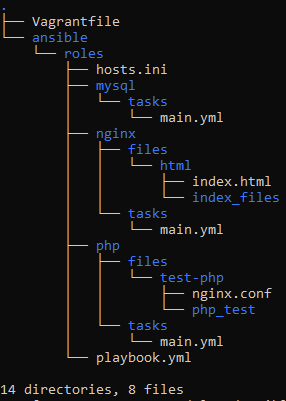 .
├── Vagrantfile
└── ansible
    └── roles
        ├── hosts.ini
        ├── mysql
        │   └── tasks
        │       └── main.yml
        ├── nginx
        │   ├── files
        │   │   └── html
        │   │       ├── index.html
        │   │       └── index_files
        │   └── tasks
        │       └── main.yml
        ├── php
        │   ├── files
        │   │   └── test-php
        │   │       ├── nginx.conf
        │   │       └── php_test
        │   └── tasks
        │       └── main.yml
        └── playbook.yml
14 directories, 8 files